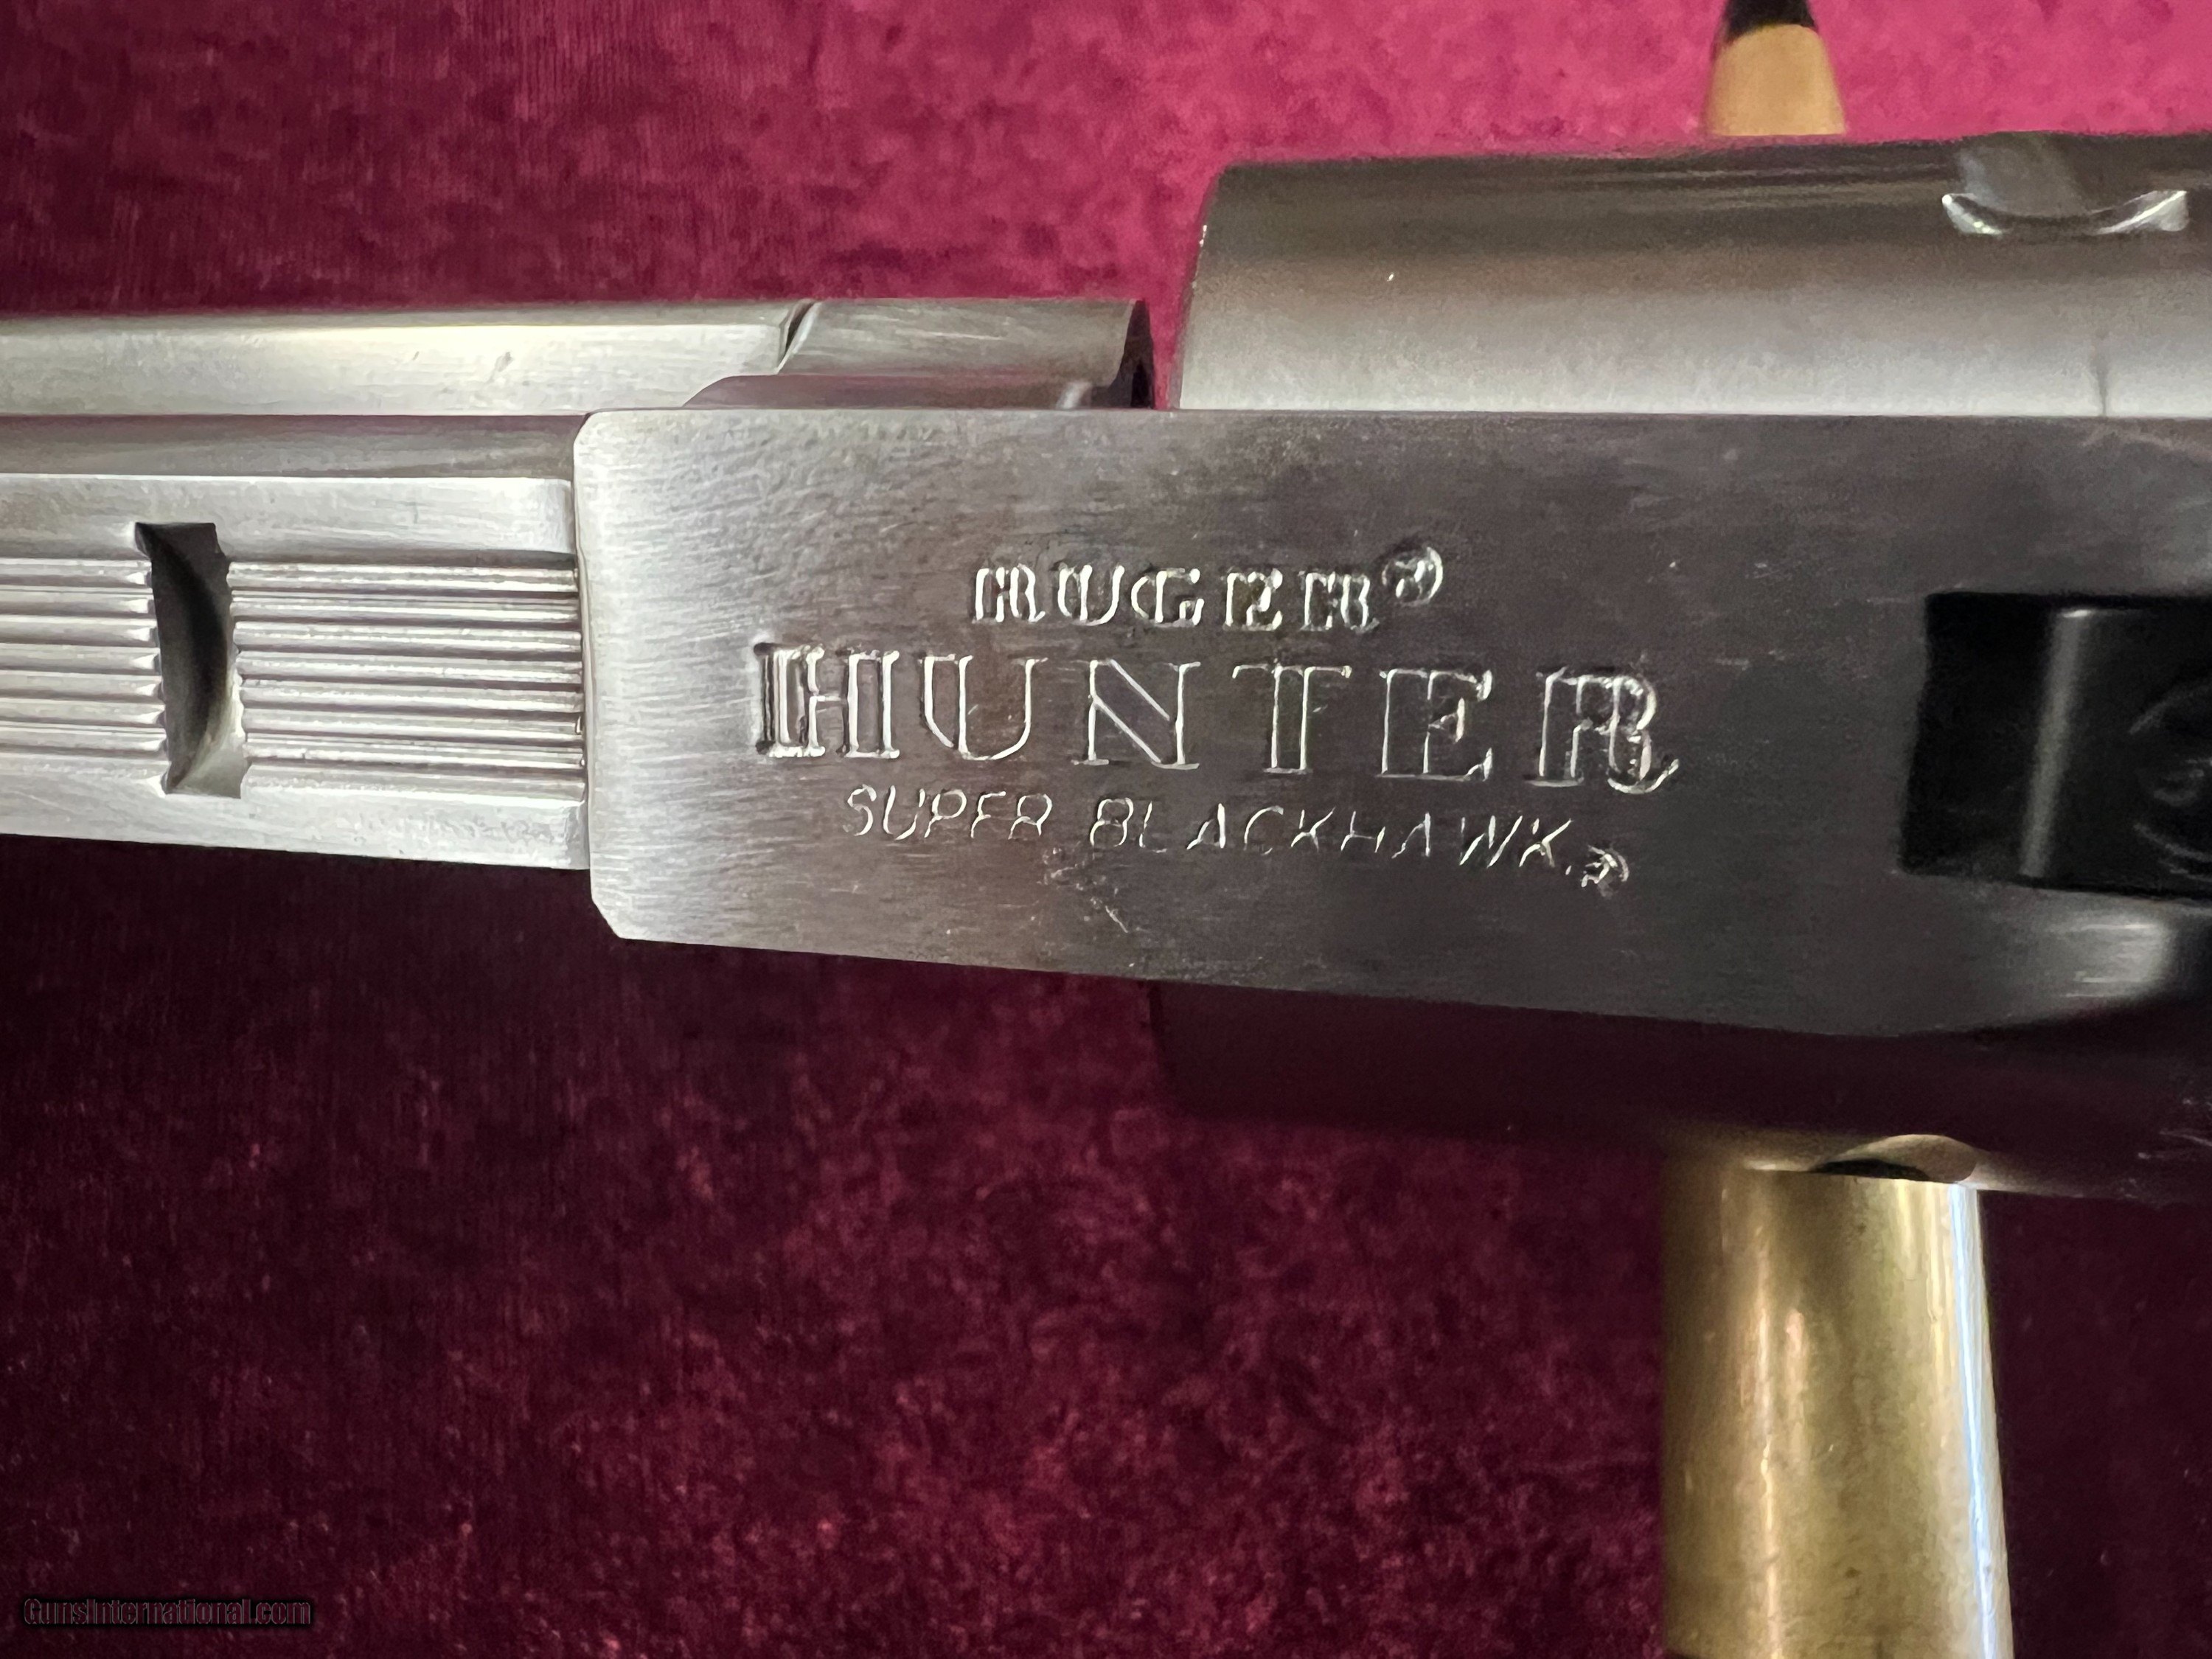 RUGER®
HUNTER
SUPER BLACKHAWK®
GunsInternational.com